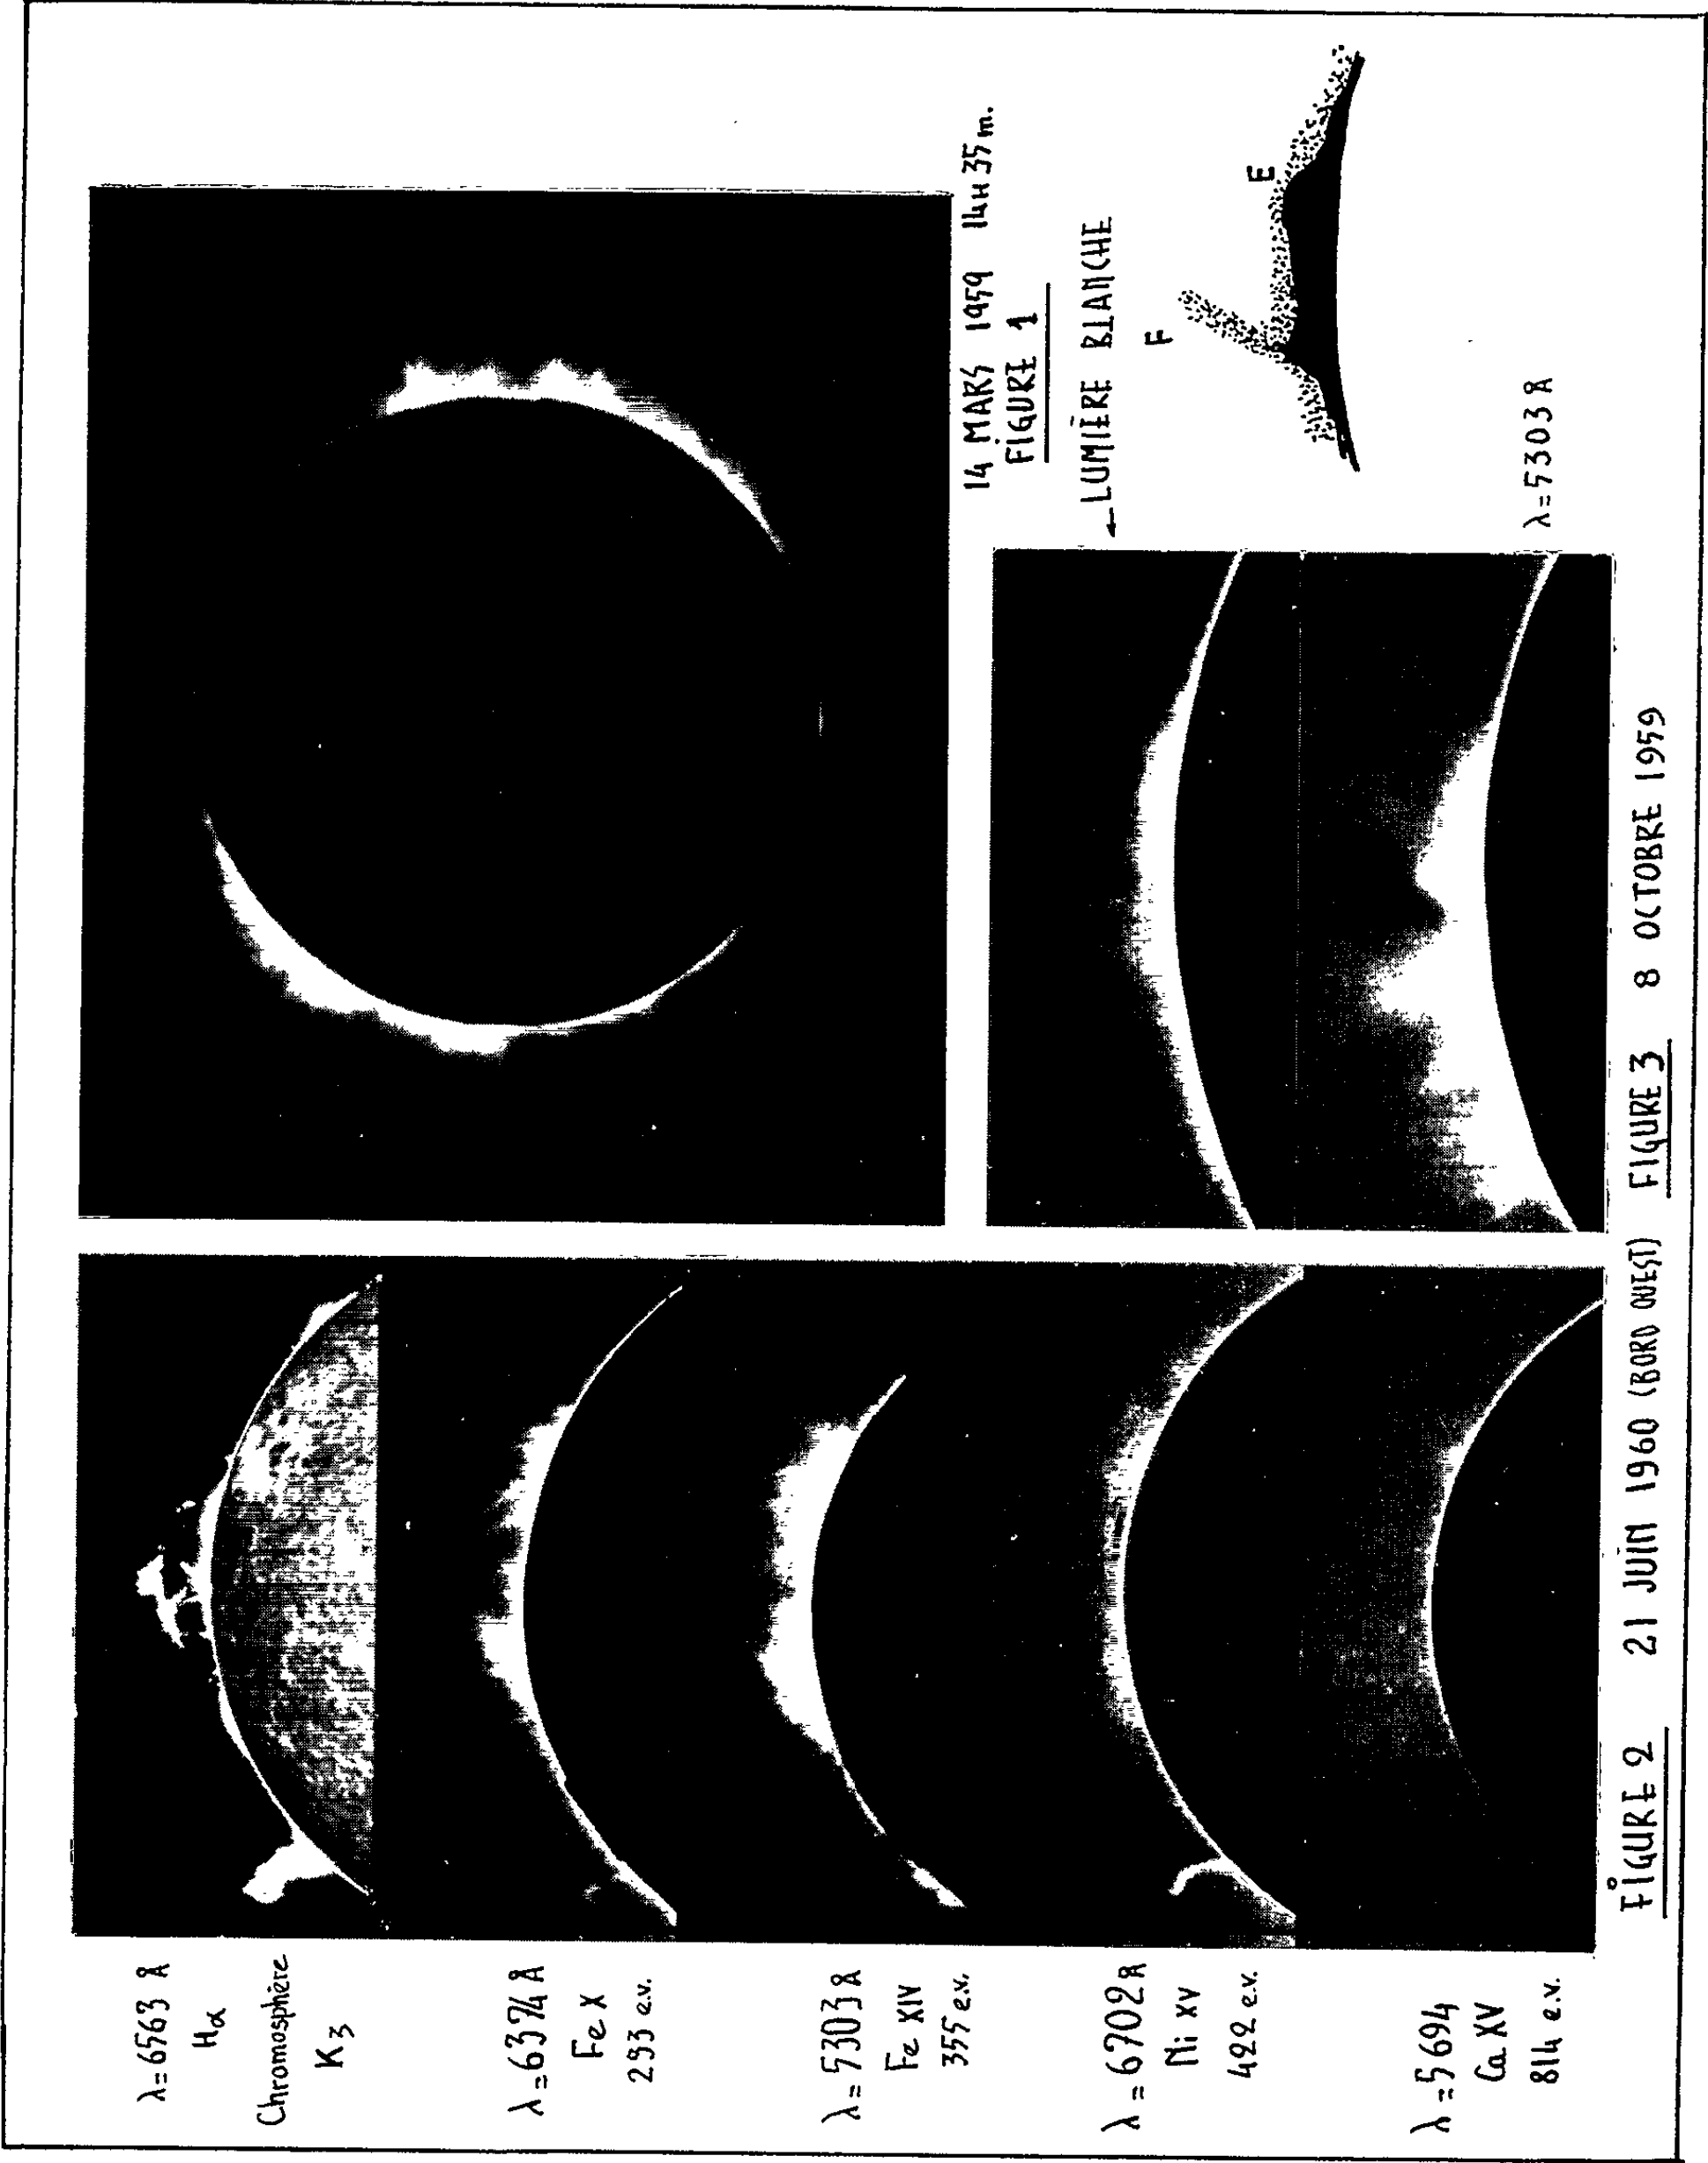 λ=6563 Å
Hα
Chromosphère
K3
λ=6374 Å
Fe X
233 e.v.
λ=5303 Å
Fe XIV
355 e.v.
λ=6702 Å
Ni XV
422 e.v.
λ=5694
Ca XV
814 e.v.
FIGURE 2 21 JUIN 1960 (BORD OUEST)
14 MARS 1959 14H 35m.
FIGURE 1
←LUMIÈRE BLANCHE
F
E
λ=5303 Å
FIGURE 3 8 OCTOBRE 1959